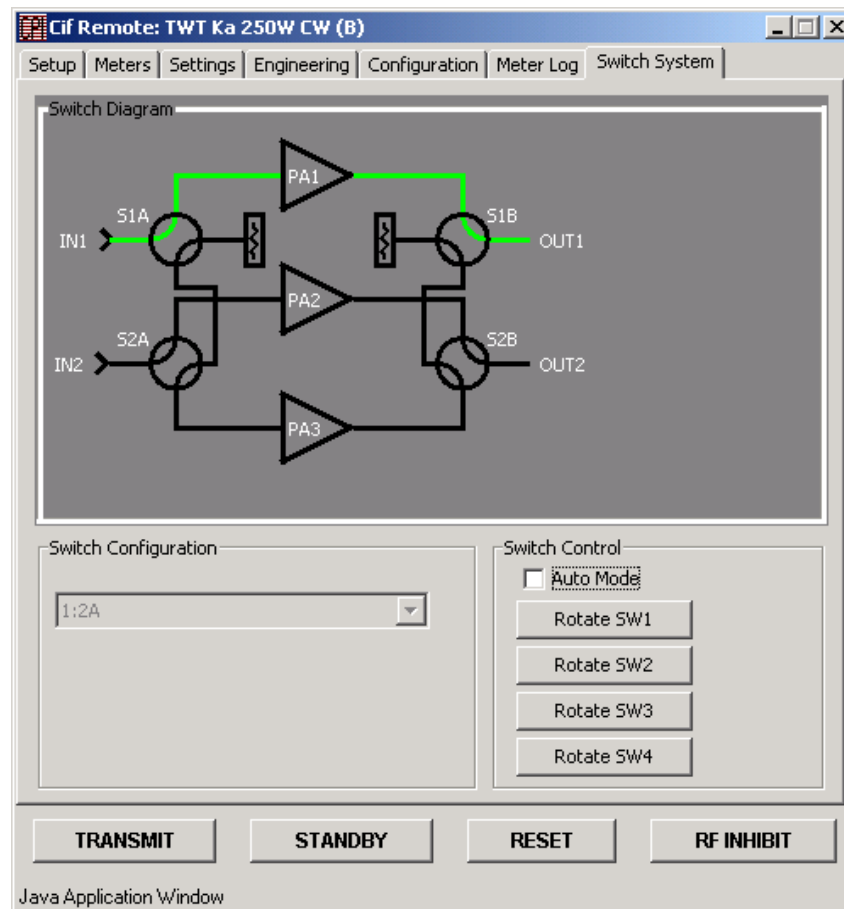 Cif Remote: TWT Ka 250W CW (B)
Setup Meters Settings Engineering Configuration Meter Log Switch System
Switch Diagram
PA1
S1A S1B
IN1 OUT1
PA2
S2A S2B
IN2 OUT2
PA3
Switch Configuration
1:2A
Switch Control
Auto Mode
Rotate SW1
Rotate SW2
Rotate SW3
Rotate SW4
TRANSMIT STANDBY RESET RF INHIBIT
Java Application Window